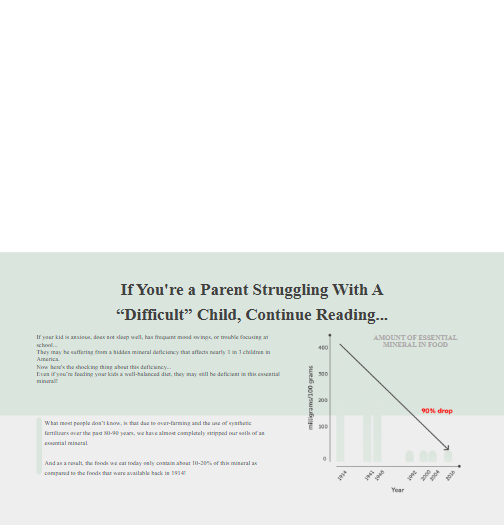 If You're a Parent Struggling With A
“Difficult” Child, Continue Reading...
If your kid is anxious, does not sleep well, has frequent mood swings, or trouble focusing at
school...
They may be suffering from a hidden mineral deficiency that affects nearly 1 in 3 children in
America.
Now here's the shocking thing about this deficiency...
Even if you're feeding your kids a well-balanced diet, they may still be deficient in this essential
mineral!
What most people don't know, is that due to over-farming and the use of synthetic
fertilizers over the past 80-90 years, we have almost completely stripped our soils of an
essential mineral.
And as a result, the foods we eat today only contain about 10-20% of this mineral as
compared to the foods that were available back in 1914!
AMOUNT OF ESSENTIAL
MINERAL IN FOOD
milligrams/100 grams
400
300
200
100
0
90% drop
1914
1941
1948
1992
2000
2004
2016
Year